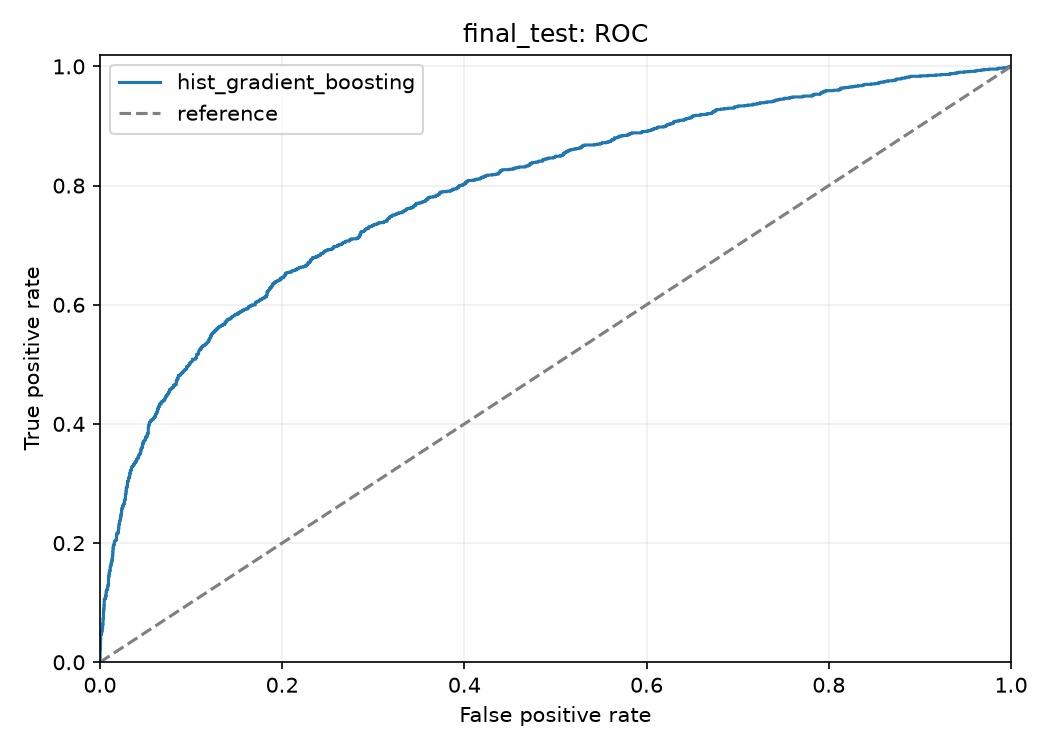 final_test: ROC
hist_gradient_boosting
reference
True positive rate
1.0
0.8
0.6
0.4
0.2
0.0
0.0 0.2 0.4 0.6 0.8 1.0
False positive rate